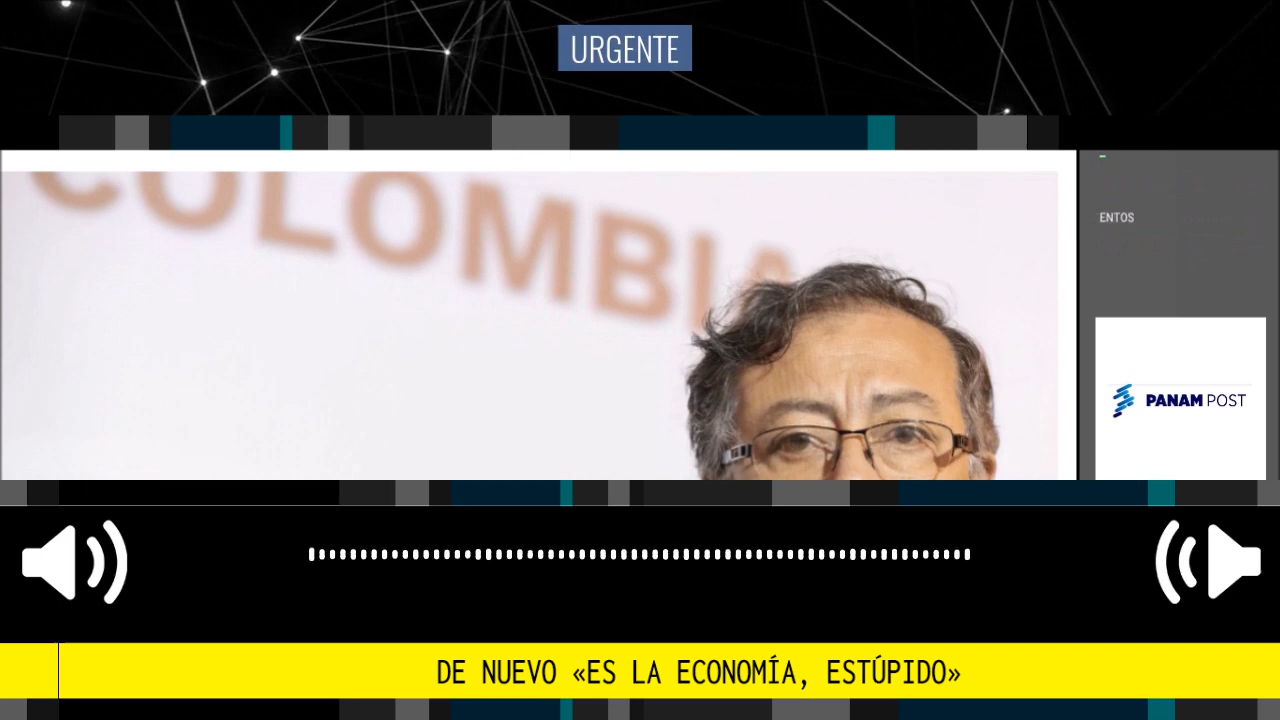 URGENTE
COLOMBIA
ENTOS
PANAM POST
DE NUEVO «ES LA ECONOMÍA, ESTÚPIDO»